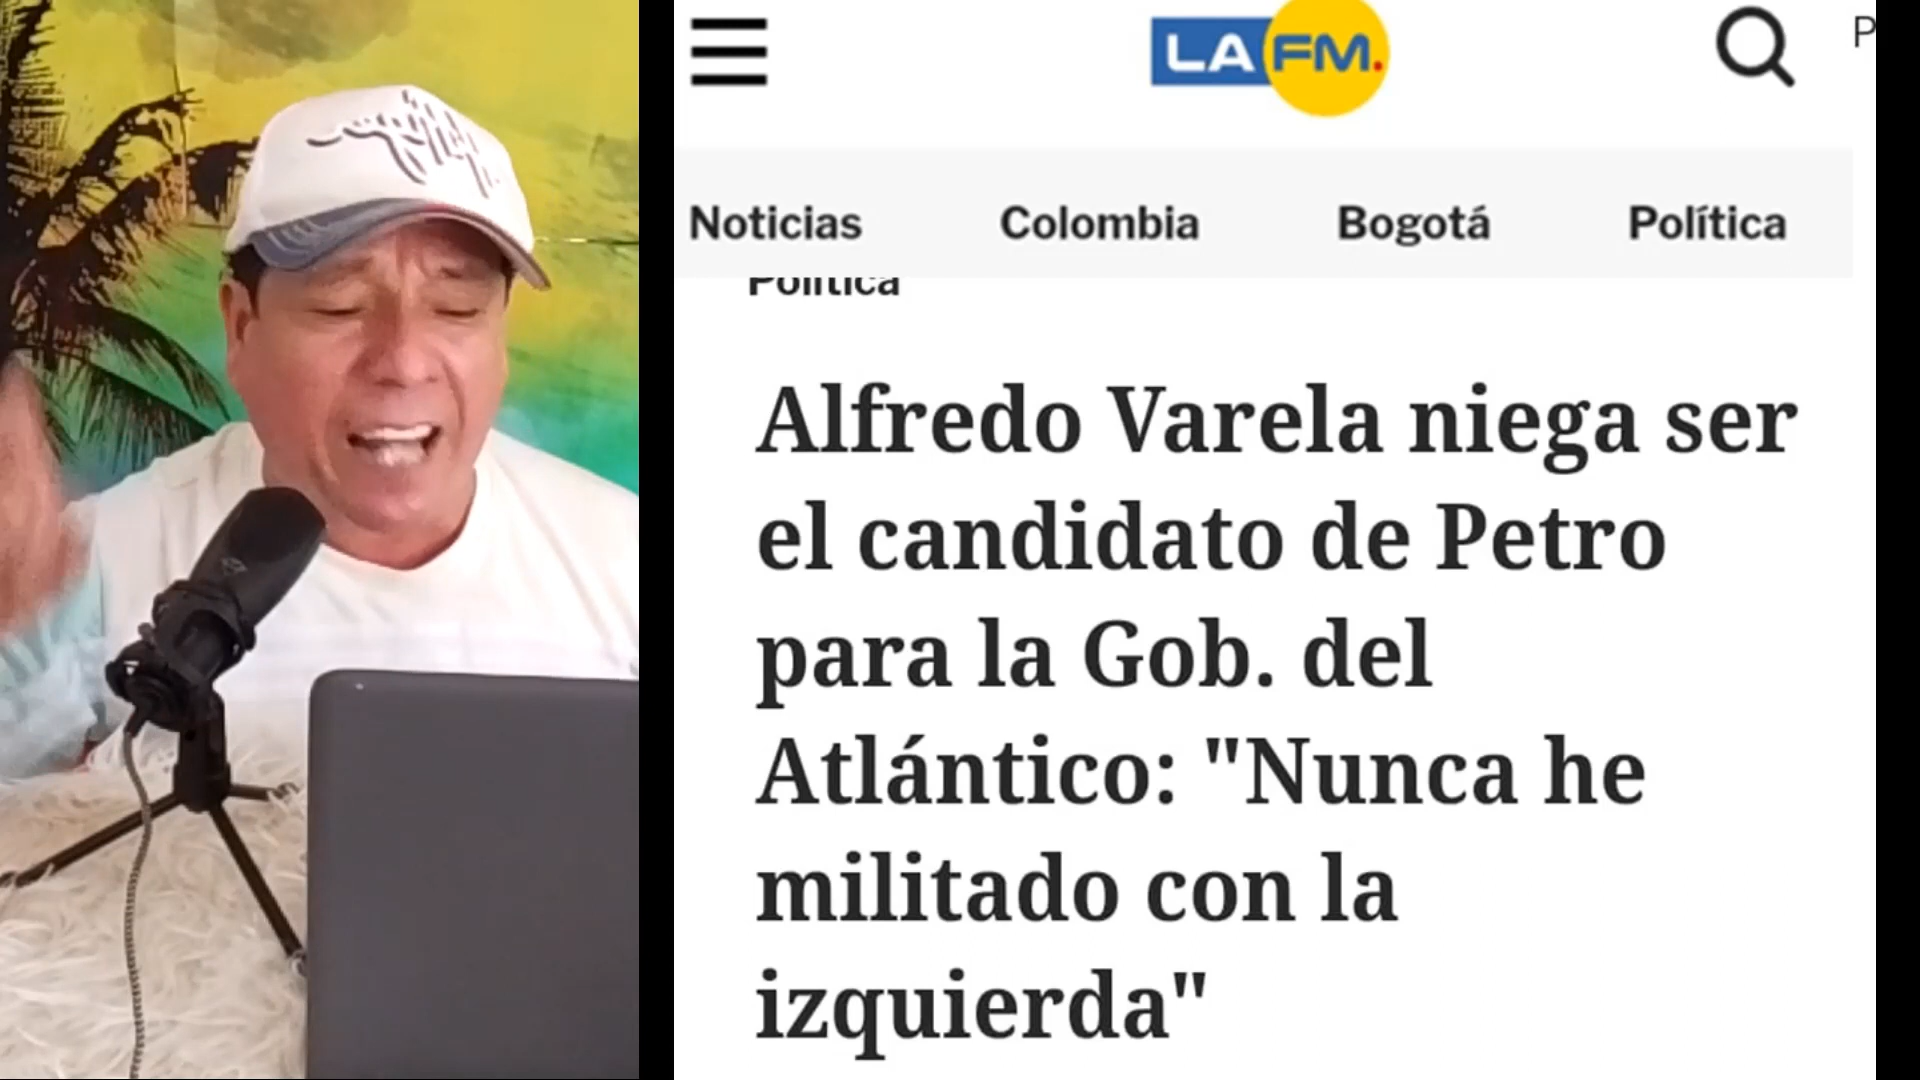 LA FM.
P
Noticias Colombia Bogotá Política
Política
Alfredo Varela niega ser
el candidato de Petro
para la Gob. del
Atlántico: "Nunca he
militado con la
izquierda"